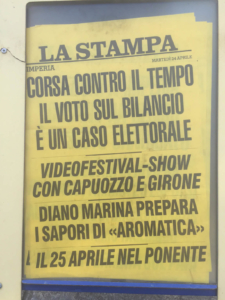 LA STAMPA
IMPERIA
CORSA CONTRO IL TEMPO
IL VOTO SUL BILANCIO
È UN CASO ELETTORALE
VIDEOFESTIVAL-SHOW
CON CAPUOZZO E GIRONE
DIANO MARINA PREPARA
I SAPORI DI «AROMATICA»
IL 25 APRILE NEL PONENTE